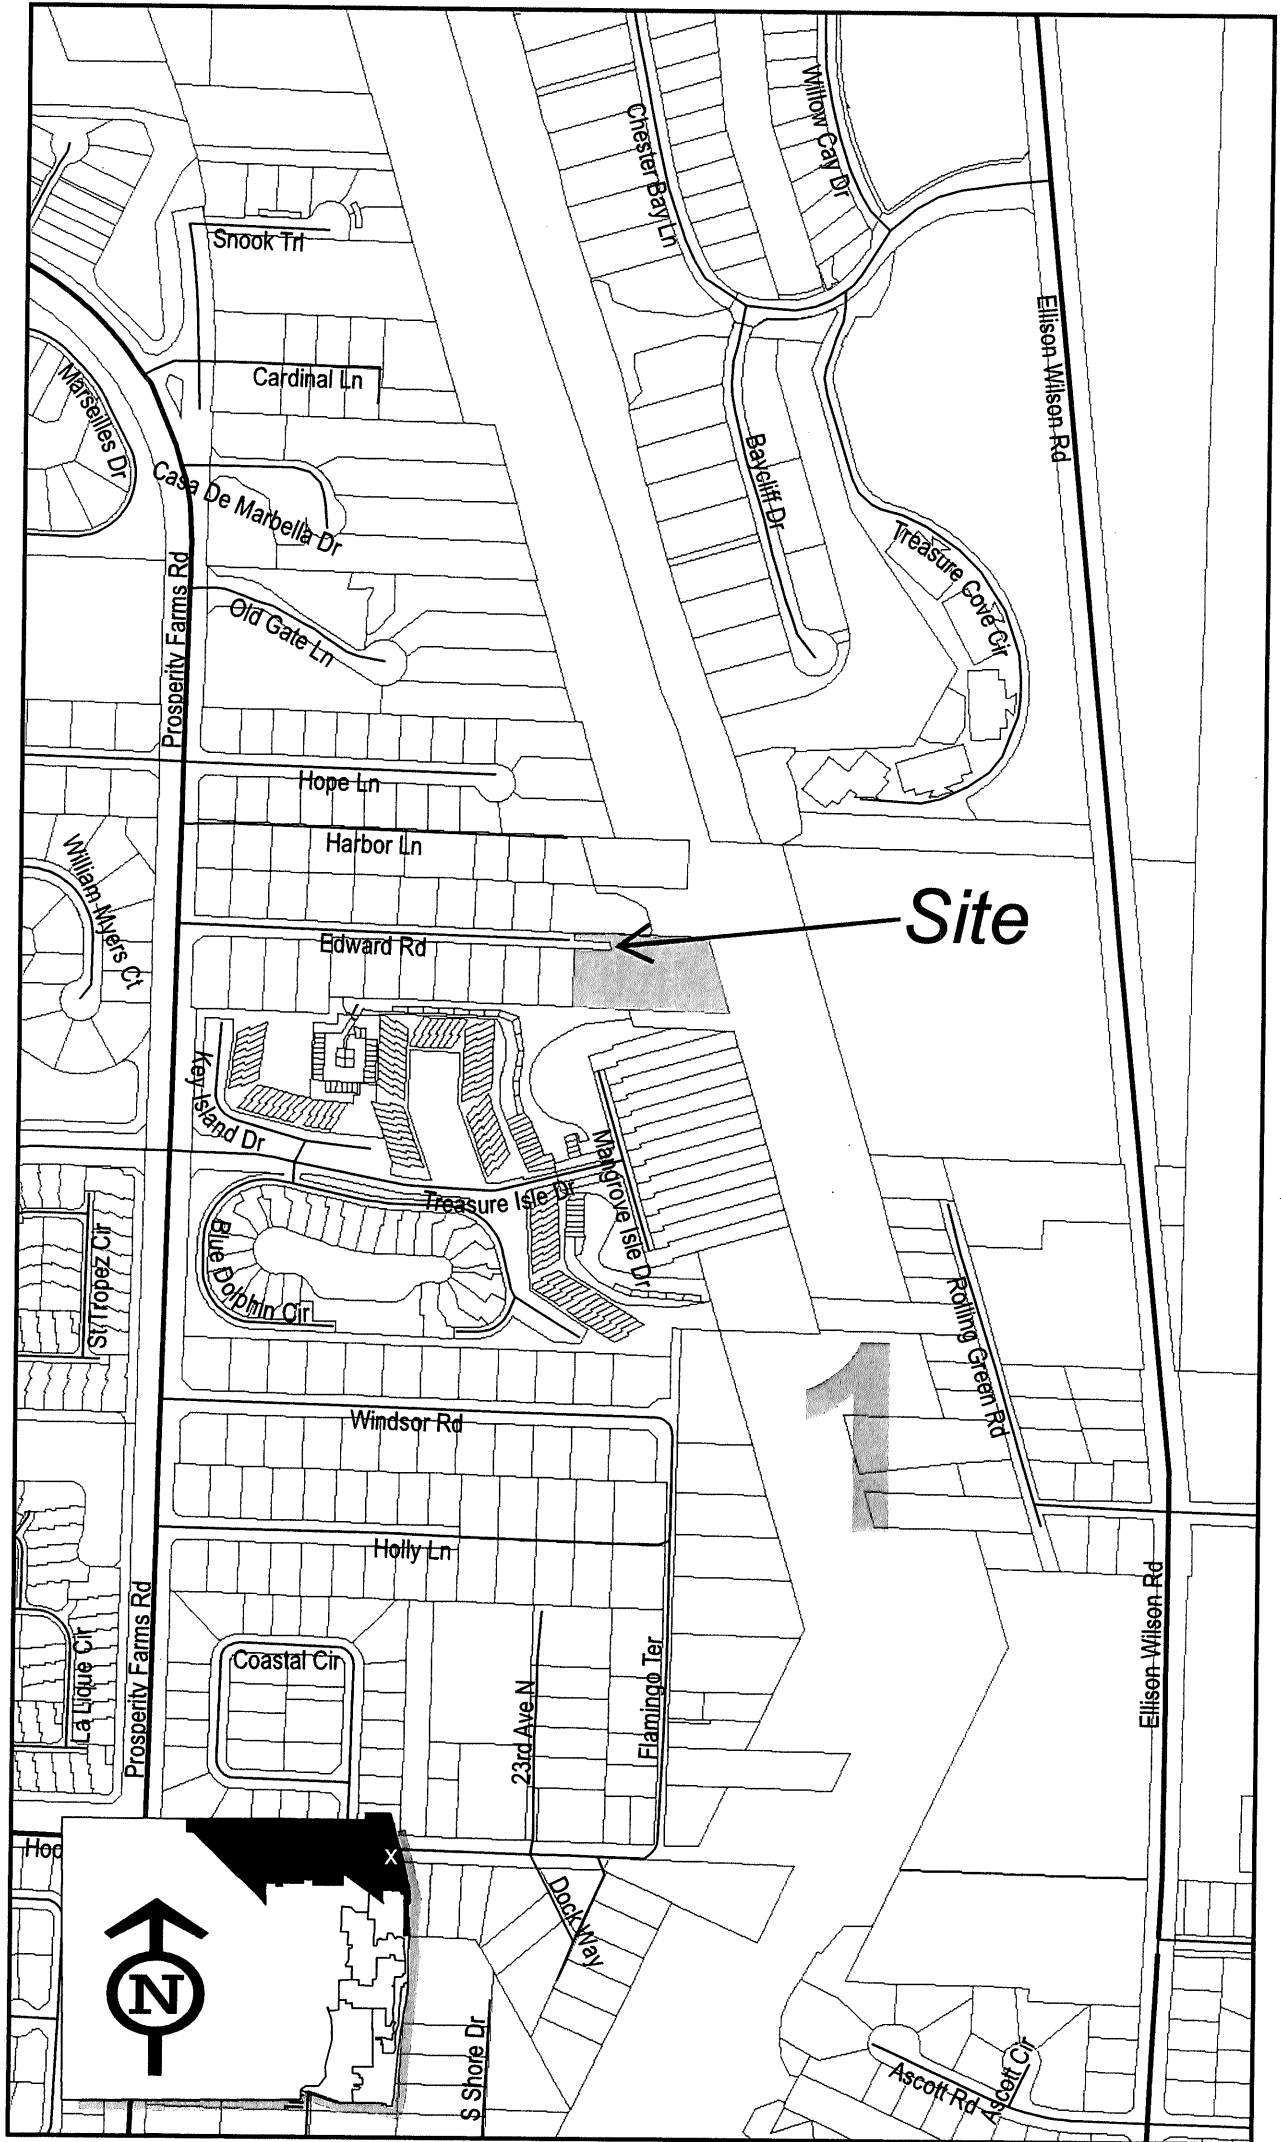 Willow Cay Dr
Chester Bay Ln
Snook Trl
Ellison Wilson Rd
Cardinal Ln
Marseilles Dr
Baycliff Dr
Casa De Marbella Dr
Treasure Cove Cir
Prosperity Farms Rd
Old Gate Ln
Hope Ln
Harbor Ln
William Myers Ct
Site
Edward Rd
Key Island Dr
Mangrove Isle Dr
Treasure Isle Dr
St Tropez Cir
Blue Dolphin Cir
Rolling Green Rd
1
Windsor Rd
Holly Ln
Ellison Wilson Rd
Prosperity Farms Rd
La Lique Cir
Coastal Cir
Flamingo Ter
23rd Ave N
Hoo
X
Dock Way
N
S Shore Dr
Ascott Rd
Ascott Cir